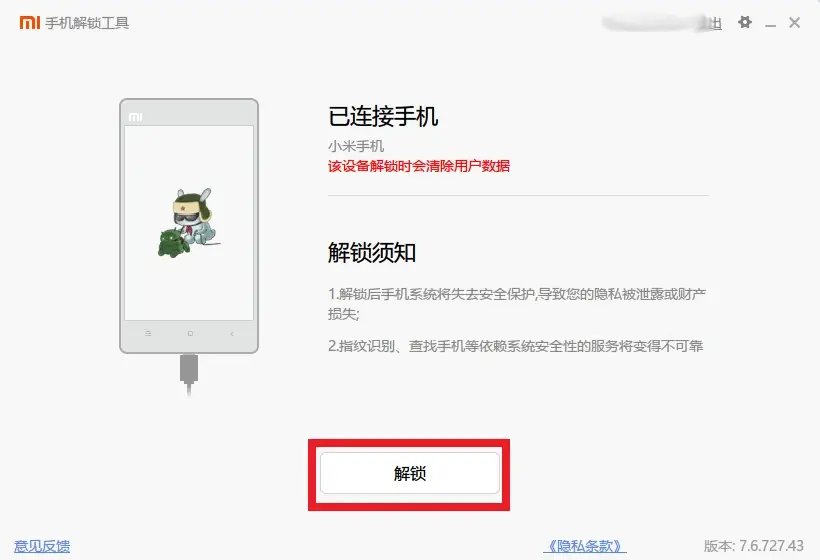 手机解锁工具
已连接手机
小米手机
该设备解锁时会清除用户数据
解锁须知
1.解锁后手机系统将失去安全保护,导致您的隐私被泄露或财产
损失;
2.指纹识别、查找手机等依赖系统安全性的服务将变得不可靠
解锁
意见反馈
《隐私条款》
版本: 7.6.727.43